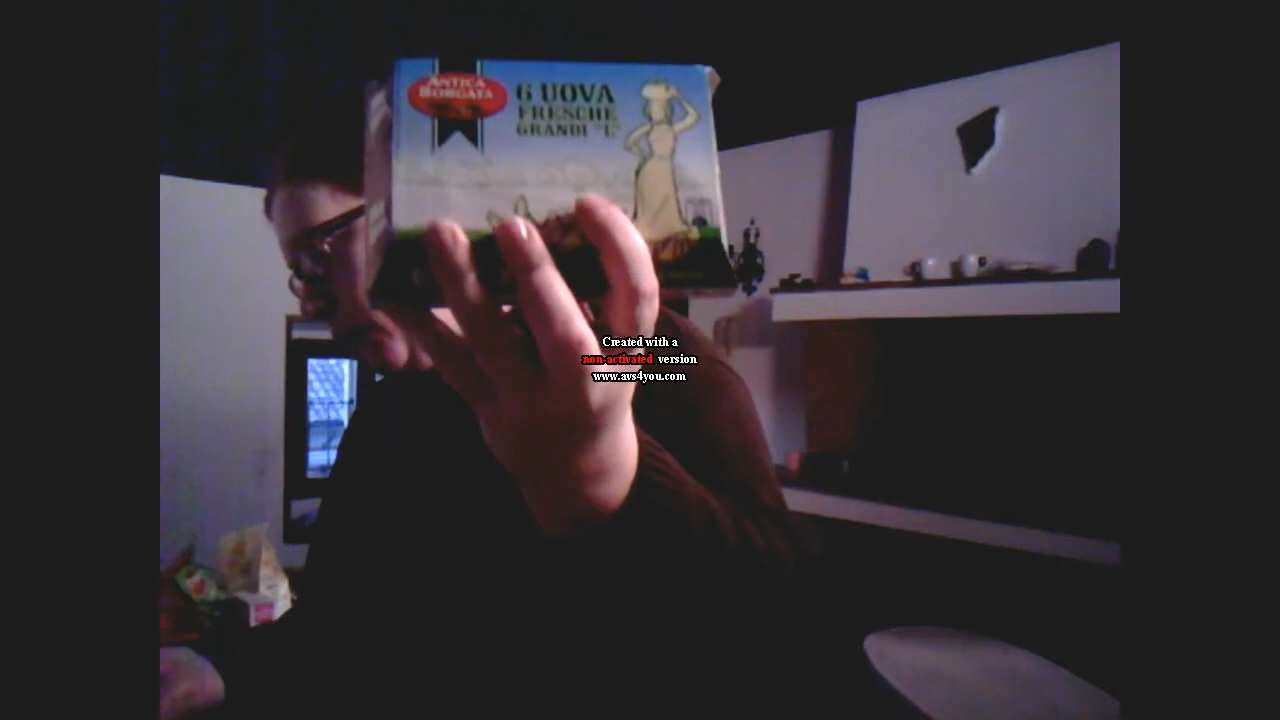 ANTICA
BORGATA
6 UOVA
FRESCHE
GRANDI "L"
Created with a
non-activated version
www.avs4you.com